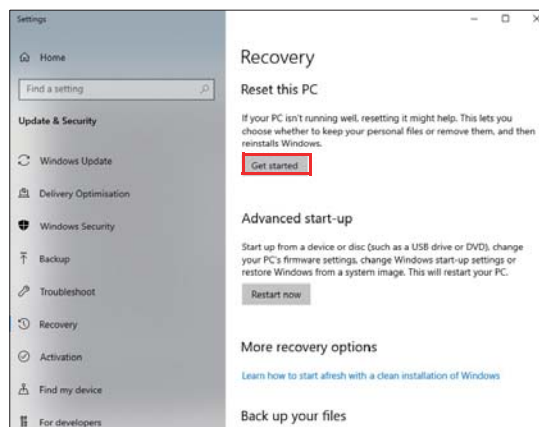 Settings
Home
Find a setting
Update & Security
Windows Update
Delivery Optimisation
Windows Security
Backup
Troubleshoot
Recovery
Activation
Find my device
For developers
Recovery
Reset this PC
If your PC isn't running well, resetting it might help. This lets you
choose whether to keep your personal files or remove them, and then
reinstalls Windows.
Get started
Advanced start-up
Start up from a device or disc (such as a USB drive or DVD), change
your PC's firmware settings, change Windows start-up settings or
restore Windows from a system image. This will restart your PC.
Restart now
More recovery options
Learn how to start afresh with a clean installation of Windows
Back up your files